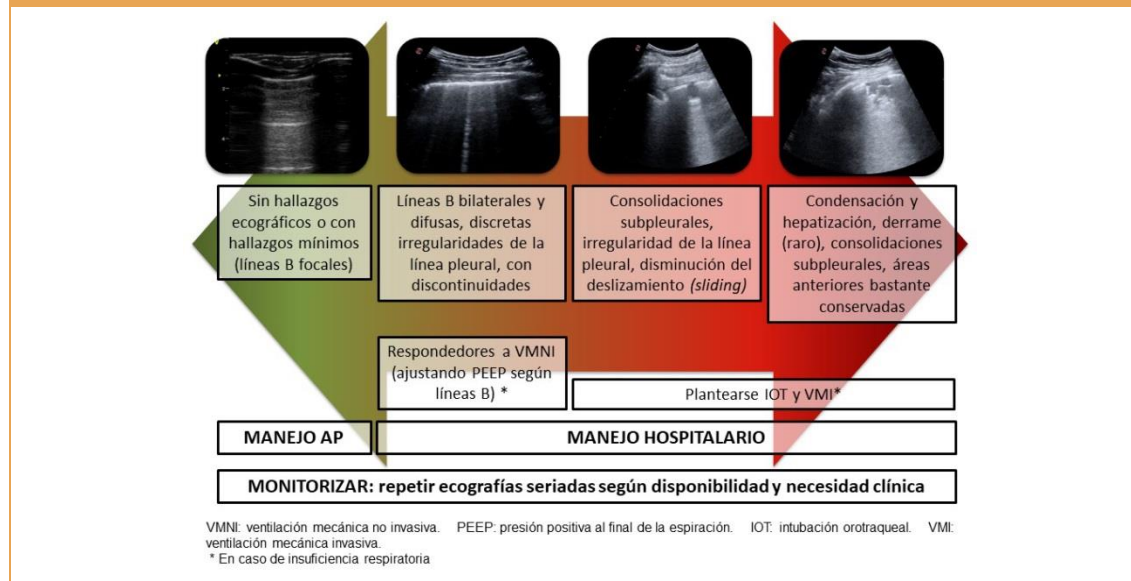 Sin hallazgos
ecográficos o con
hallazgos mínimos
(líneas B focales)
Líneas B bilaterales y
difusas, discretas
irregularidades de la
línea pleural, con
discontinuidades
Consolidaciones
subpleurales,
irregularidad de la línea
pleural, disminución del
deslizamiento (sliding)
Condensación y
hepatización, derrame
(raro), consolidaciones
subpleurales, áreas
anteriores bastante
conservadas
Respondedores a VMNI
(ajustando PEEP según
líneas B) *
Plantearse IOT y VMI*
MANEJO AP
MANEJO HOSPITALARIO
MONITORIZAR: repetir ecografías seriadas según disponibilidad y necesidad clínica
VMNI: ventilación mecánica no invasiva. PEEP: presión positiva al final de la espiración. IOT: intubación orotraqueal. VMI:
ventilación mecánica invasiva.
* En caso de insuficiencia respiratoria